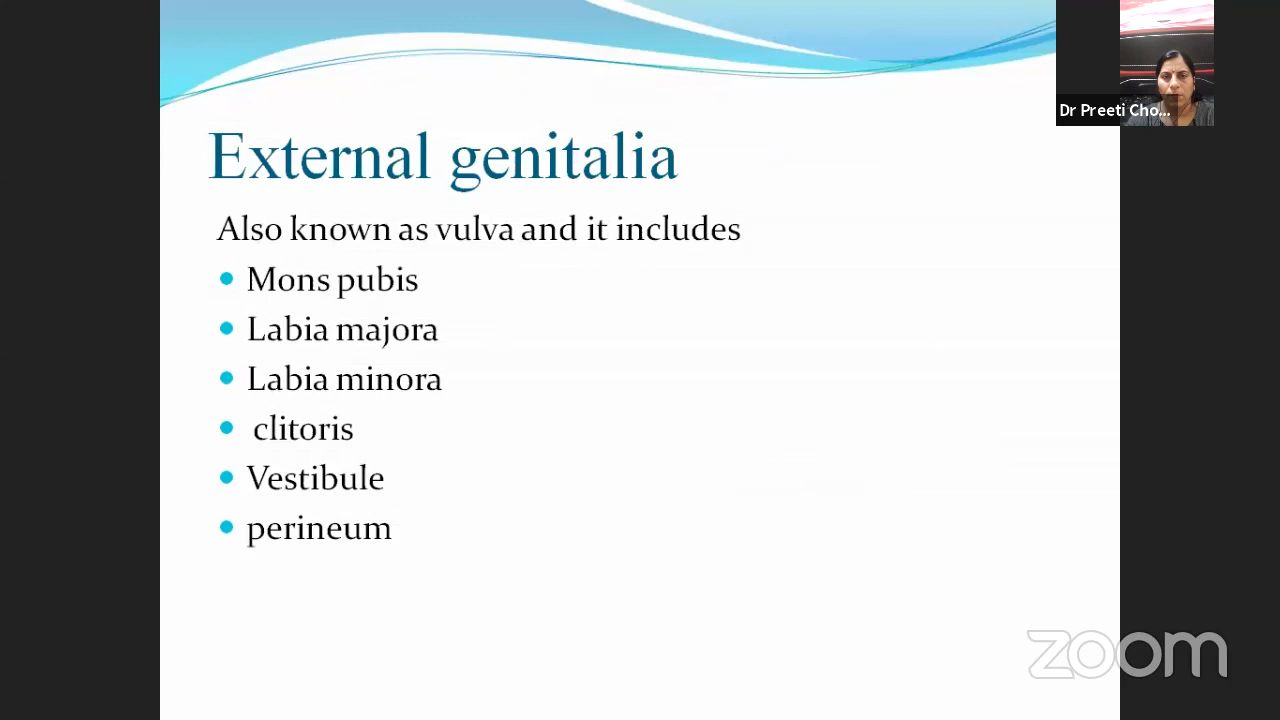 Dr Preeti Cho...
External genitalia
Also known as vulva and it includes
Mons pubis
Labia majora
Labia minora
clitoris
Vestibule
perineum
zoom